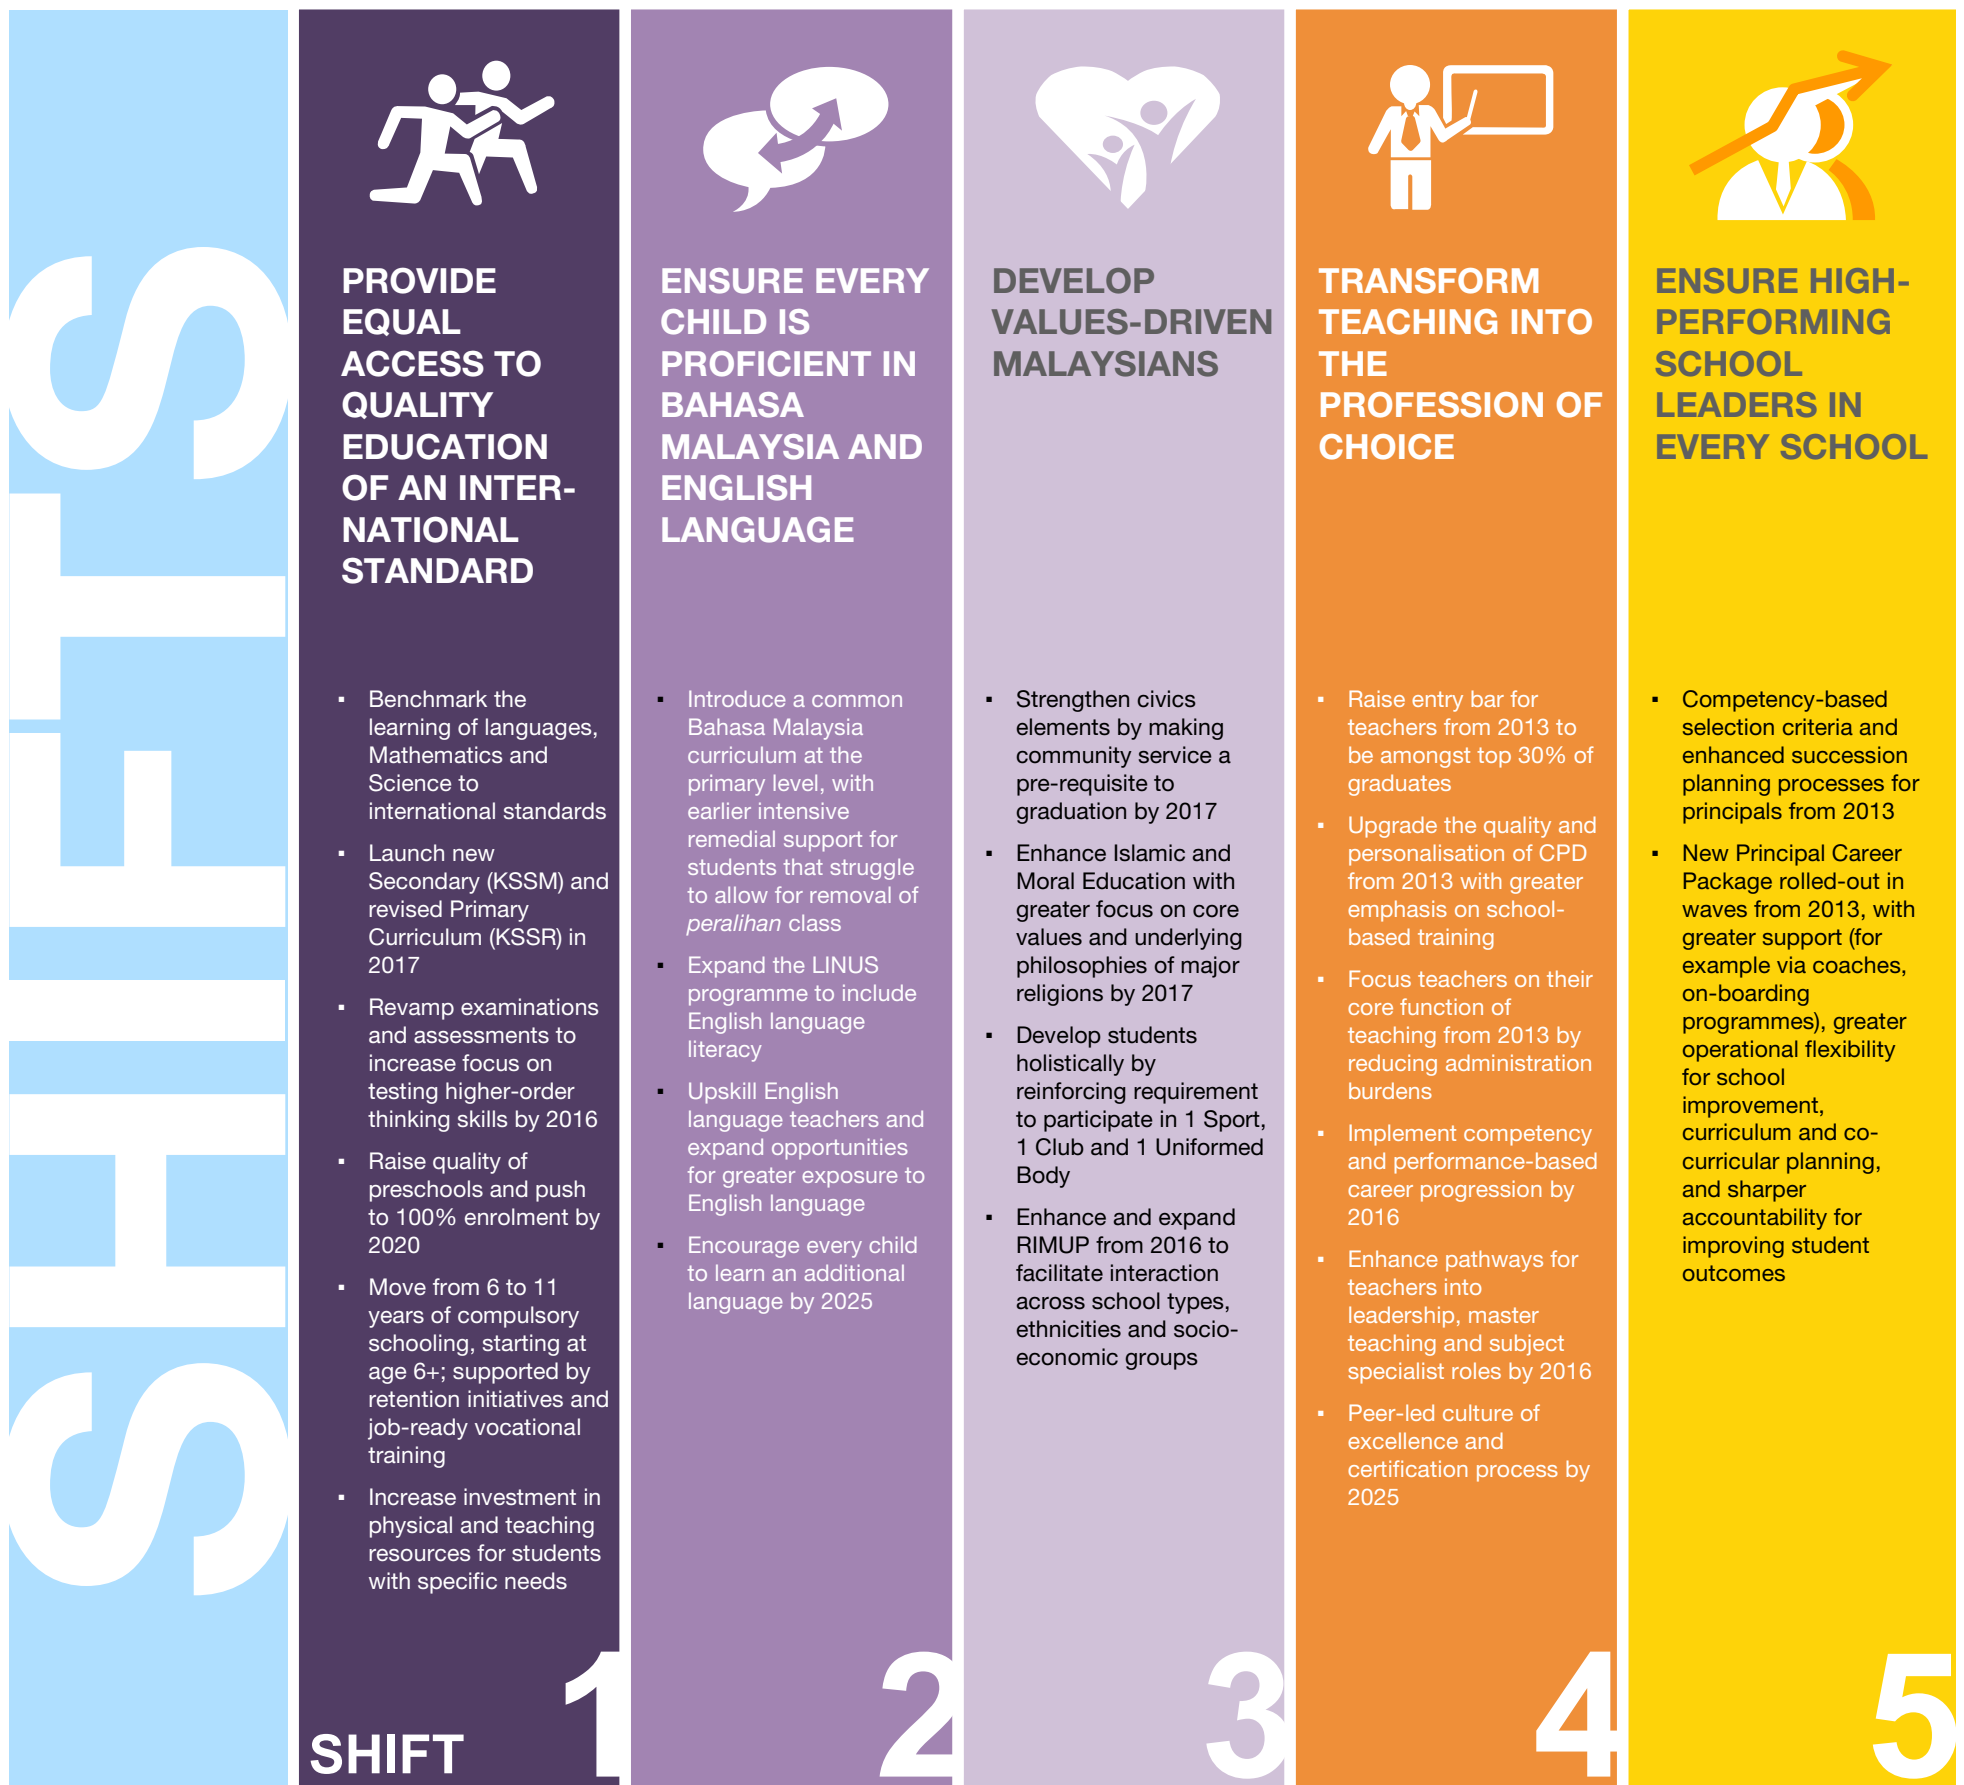 SHIFTS
PROVIDE
EQUAL
ACCESS TO
QUALITY
EDUCATION
OF AN INTER-
NATIONAL
STANDARD
▪ Benchmark the
learning of languages,
Mathematics and
Science to
international standards
▪ Launch new
Secondary (KSSM) and
revised Primary
Curriculum (KSSR) in
2017
▪ Revamp examinations
and assessments to
increase focus on
testing higher-order
thinking skills by 2016
▪ Raise quality of
preschools and push
to 100% enrolment by
2020
▪ Move from 6 to 11
years of compulsory
schooling, starting at
age 6+; supported by
retention initiatives and
job-ready vocational
training
▪ Increase investment in
physical and teaching
resources for students
with specific needs
SHIFT 1
ENSURE EVERY
CHILD IS
PROFICIENT IN
BAHASA
MALAYSIA AND
ENGLISH
LANGUAGE
▪ Introduce a common
Bahasa Malaysia
curriculum at the
primary level, with
earlier intensive
remedial support for
students that struggle
to allow for removal of
peralihan class
▪ Expand the LINUS
programme to include
English language
literacy
▪ Upskill English
language teachers and
expand opportunities
for greater exposure to
English language
▪ Encourage every child
to learn an additional
language by 2025
2
DEVELOP
VALUES-DRIVEN
MALAYSIANS
▪ Strengthen civics
elements by making
community service a
pre-requisite to
graduation by 2017
▪ Enhance Islamic and
Moral Education with
greater focus on core
values and underlying
philosophies of major
religions by 2017
▪ Develop students
holistically by
reinforcing requirement
to participate in 1 Sport,
1 Club and 1 Uniformed
Body
▪ Enhance and expand
RIMUP from 2016 to
facilitate interaction
across school types,
ethnicities and socio-
economic groups
3
TRANSFORM
TEACHING INTO
THE
PROFESSION OF
CHOICE
▪ Raise entry bar for
teachers from 2013 to
be amongst top 30% of
graduates
▪ Upgrade the quality and
personalisation of CPD
from 2013 with greater
emphasis on school-
based training
▪ Focus teachers on their
core function of
teaching from 2013 by
reducing administration
burdens
▪ Implement competency
and performance-based
career progression by
2016
▪ Enhance pathways for
teachers into
leadership, master
teaching and subject
specialist roles by 2016
▪ Peer-led culture of
excellence and
certification process by
2025
4
ENSURE HIGH-
PERFORMING
SCHOOL
LEADERS IN
EVERY SCHOOL
▪ Competency-based
selection criteria and
enhanced succession
planning processes for
principals from 2013
▪ New Principal Career
Package rolled-out in
waves from 2013, with
greater support (for
example via coaches,
on-boarding
programmes), greater
operational flexibility
for school
improvement,
curriculum and co-
curricular planning,
and sharper
accountability for
improving student
outcomes
5